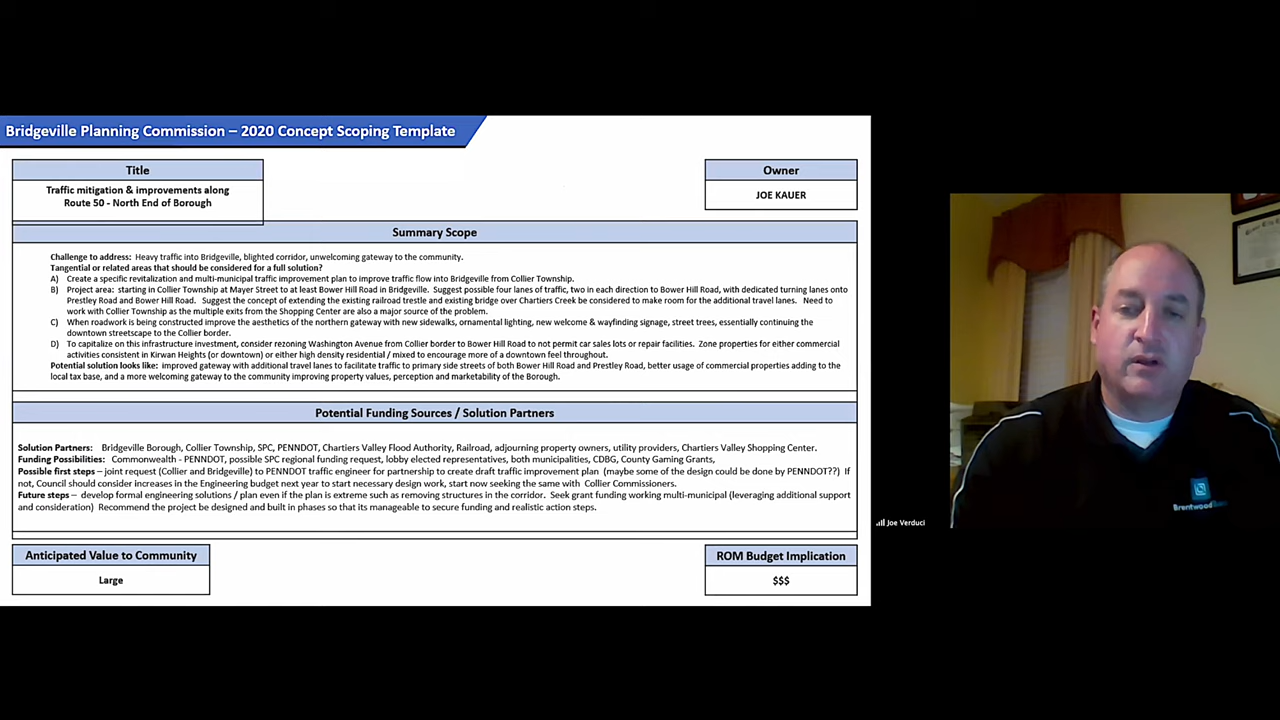 Bridgeville Planning Commission – 2020 Concept Scoping Template
Title
Traffic mitigation & improvements along
Route 50 - North End of Borough
Owner
JOE KAUER
Summary Scope
Challenge to address: Heavy traffic into Bridgeville, blighted corridor, unwelcoming gateway to the community.
Tangential or related areas that should be considered for a full solution?
A) Create a specific revitalization and multi-municipal traffic improvement plan to improve traffic flow into Bridgeville from Collier Township.
B) Project area: starting in Collier Township at Mayer Street to at least Bower Hill Road in Bridgeville. Suggest possible four lanes of traffic, two in each direction to Bower Hill Road, with dedicated turning lanes onto
Prestley Road and Bower Hill Road. Suggest the concept of extending the existing railroad trestle and existing bridge over Chartiers Creek be considered to make room for the additional travel lanes. Need to
work with Collier Township as the multiple exits from the Shopping Center are also a major source of the problem.
C) When roadwork is being constructed improve the aesthetics of the northern gateway with new sidewalks, ornamental lighting, new welcome & wayfinding signage, street trees, essentially continuing the
downtown streetscape to the Collier border.
D) To capitalize on this infrastructure investment, consider rezoning Washington Avenue from Collier border to Bower Hill Road to not permit car sales lots or repair facilities. Zone properties for either commercial
activities consistent in Kirwan Heights (or downtown) or either high density residential / mixed to encourage more of a downtown feel throughout.
Potential solution looks like: improved gateway with additional travel lanes to facilitate traffic to primary side streets of both Bower Hill Road and Prestley Road, better usage of commercial properties adding to the
local tax base, and a more welcoming gateway to the community improving property values, perception and marketability of the Borough.
Potential Funding Sources / Solution Partners
Solution Partners: Bridgeville Borough, Collier Township, SPC, PENNDOT, Chartiers Valley Flood Authority, Railroad, adjourning property owners, utility providers, Chartiers Valley Shopping Center.
Funding Possibilities: Commonwealth - PENNDOT, possible SPC regional funding request, lobby elected representatives, both municipalities, CDBG, County Gaming Grants,
Possible first steps – joint request (Collier and Bridgeville) to PENNDOT traffic engineer for partnership to create draft traffic improvement plan (maybe some of the design could be done by PENNDOT??) If
not, Council should consider increases in the Engineering budget next year to start necessary design work, start now seeking the same with Collier Commissioners.
Future steps – develop formal engineering solutions / plan even if the plan is extreme such as removing structures in the corridor. Seek grant funding working multi-municipal (leveraging additional support
and consideration) Recommend the project be designed and built in phases so that its manageable to secure funding and realistic action steps.
Anticipated Value to Community
Large
ROM Budget Implication
$$$
Joe Verduci